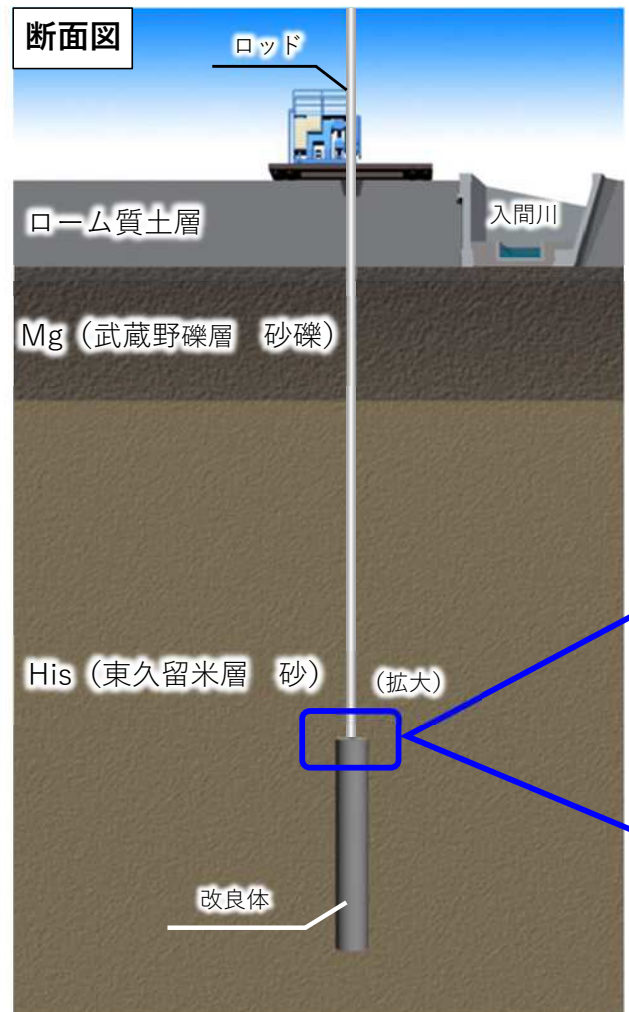 断面図
ロッド
ローム質土層
入間川
Mg（武蔵野礫層　砂礫）
His（東久留米層　砂）
（拡大）
改良体